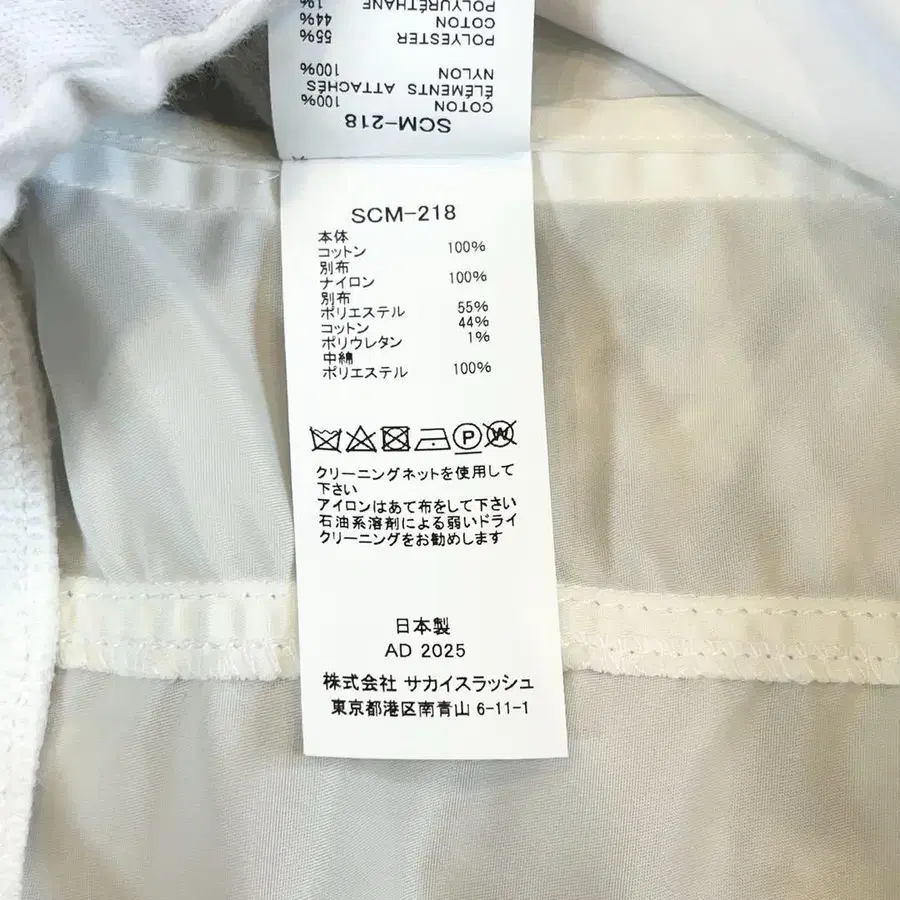 POLYURÉTHANE 1%
COTON 44%
POLYESTER 55%
NYLON 100%
ÉLÉMENTS ATTACHÉS
COTON 100%
SCM-218
SCM-218
本体
コットン 100%
別布
ナイロン 100%
別布
ポリエステル 55%
コットン 44%
ポリウレタン 1%
中綿
ポリエステル 100%
P W
クリーニングネットを使用して
下さい
アイロンはあて布をして下さい
石油系溶剤による弱いドライ
クリーニングをお勧めします
日本製
AD 2025
株式会社 サカイスラッシュ
東京都港区南青山 6-11-1